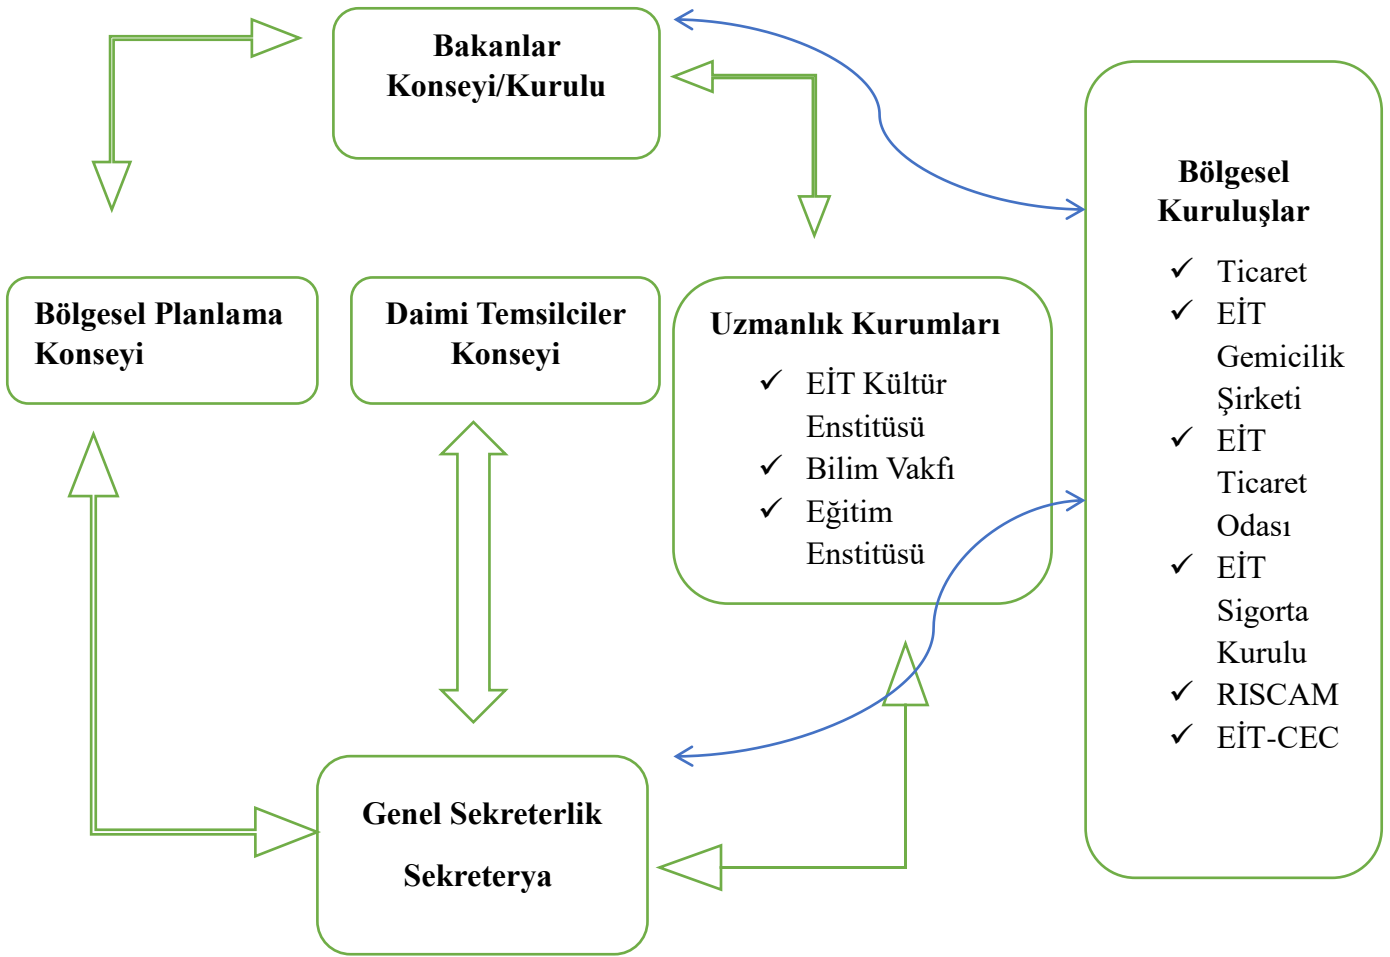 Bakanlar
Konseyi/Kurulu
Bölgesel Planlama
Konseyi
Daimi Temsilciler
Konseyi
Uzmanlık Kurumları
✓ EİT Kültür
Enstitüsü
✓ Bilim Vakfı
✓ Eğitim
Enstitüsü
Bölgesel
Kuruluşlar
✓ Ticaret
✓ EİT
Gemicilik
Şirketi
✓ EİT
Ticaret
Odası
✓ EİT
Sigorta
Kurulu
✓ RISCAM
✓ EİT-CEC
Genel Sekreterlik
Sekreterya